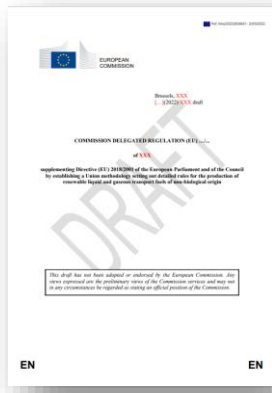 EUROPEAN
COMMISSION
Brussels, XXX
[…](2022) XXX draft
COMMISSION DELEGATED REGULATION (EU) …/…
of XXX
supplementing Directive (EU) 2018/2001 of the European Parliament and of the Council
by establishing a Union methodology setting out detailed rules for the production of
renewable liquid and gaseous transport fuels of non-biological origin
DRAFT
This draft has not been adopted or endorsed by the European Commission. Any
views expressed are the preliminary views of the Commission services and may not
in any circumstances be regarded as stating an official position of the Commission.
EN
EN